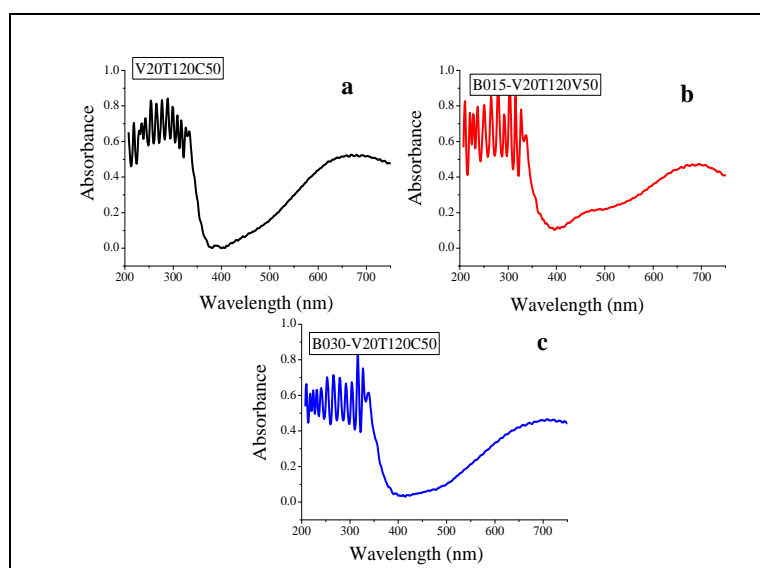 V20T120C50
a
Absorbance
1.0
0.8
0.6
0.4
0.2
0.0
200 300 400 500 600 700
Wavelength (nm)
B015-V20T120V50
b
Absorbance
1.0
0.8
0.6
0.4
0.2
0.0
200 300 400 500 600 700
Wavelength (nm)
B030-V20T120C50
c
Absorbance
1.0
0.8
0.6
0.4
0.2
0.0
200 300 400 500 600 700
Wavelength (nm)